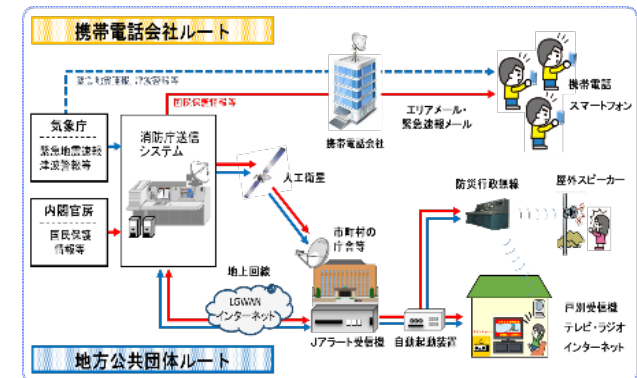 携帯電話会社ルート
緊急地震速報、津波警報等
国民保護情報等
気象庁
緊急地震速報
津波警報等
消防庁送信
システム
携帯電話会社
エリアメール・
緊急速報メール
携帯電話
スマートフォン
内閣官房
国民保護
情報等
人工衛星
防災行政無線
屋外スピーカー
市町村の
庁舎等
地上回線
LGWAN
インターネット
Jアラート受信機
自動起動装置
戸別受信機
テレビ・ラジオ
インターネット
地方公共団体ルート